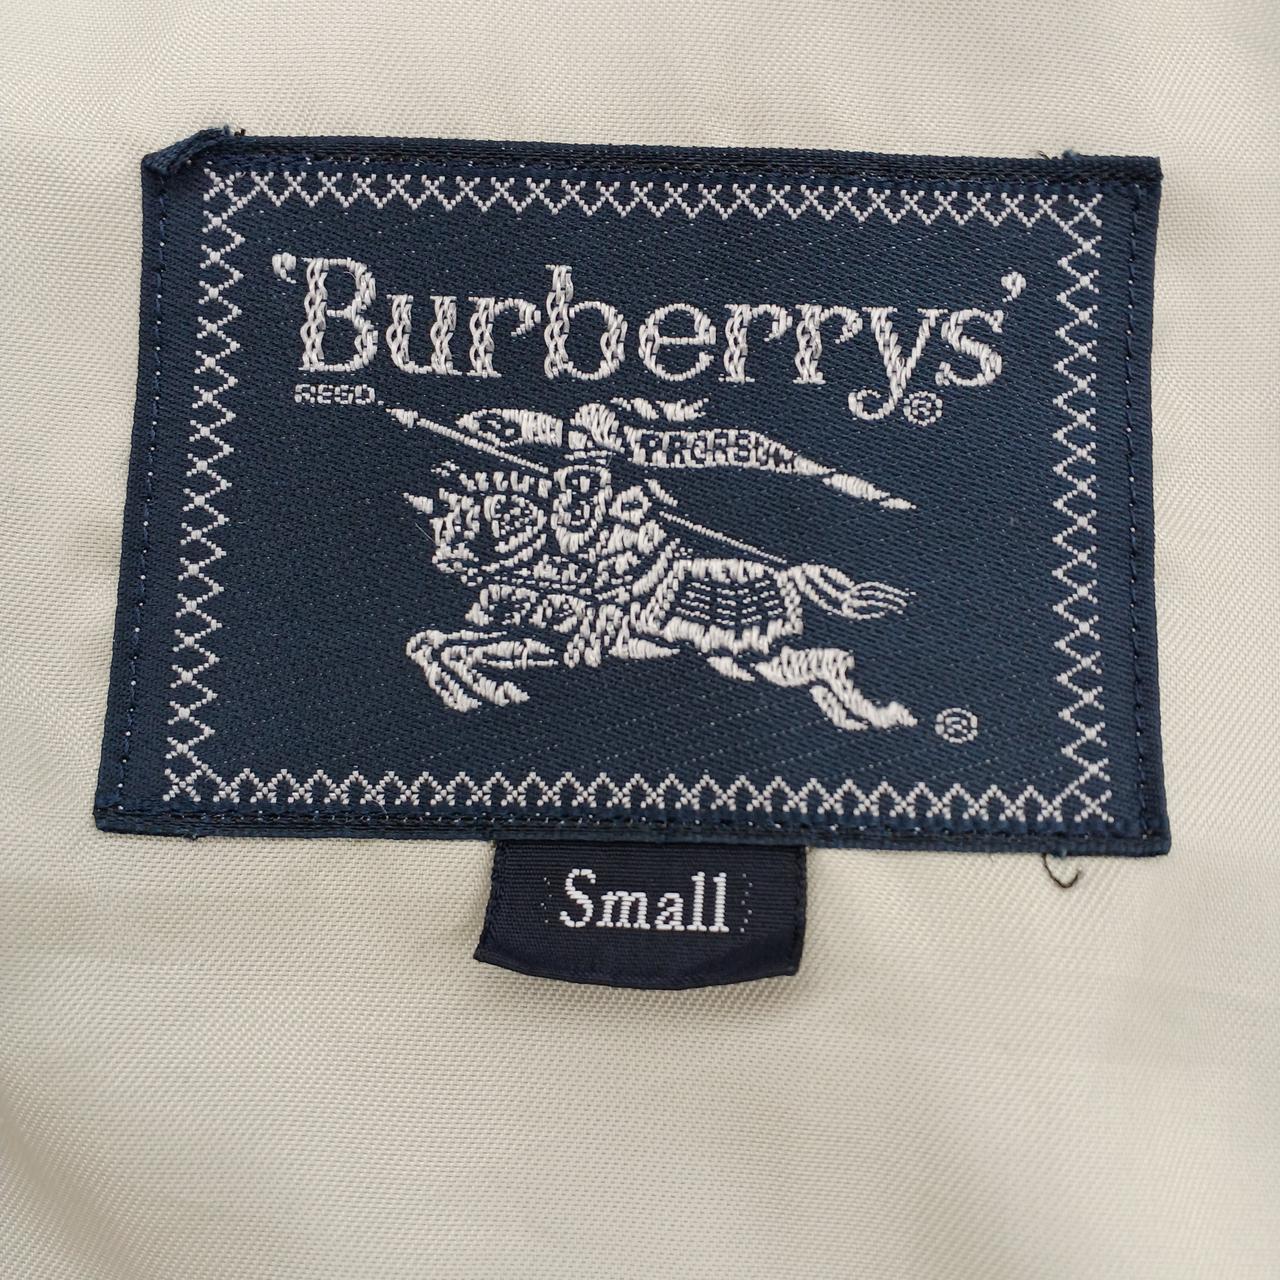 'Burberrys'
REGD. ®
PRORSUM
®
Small